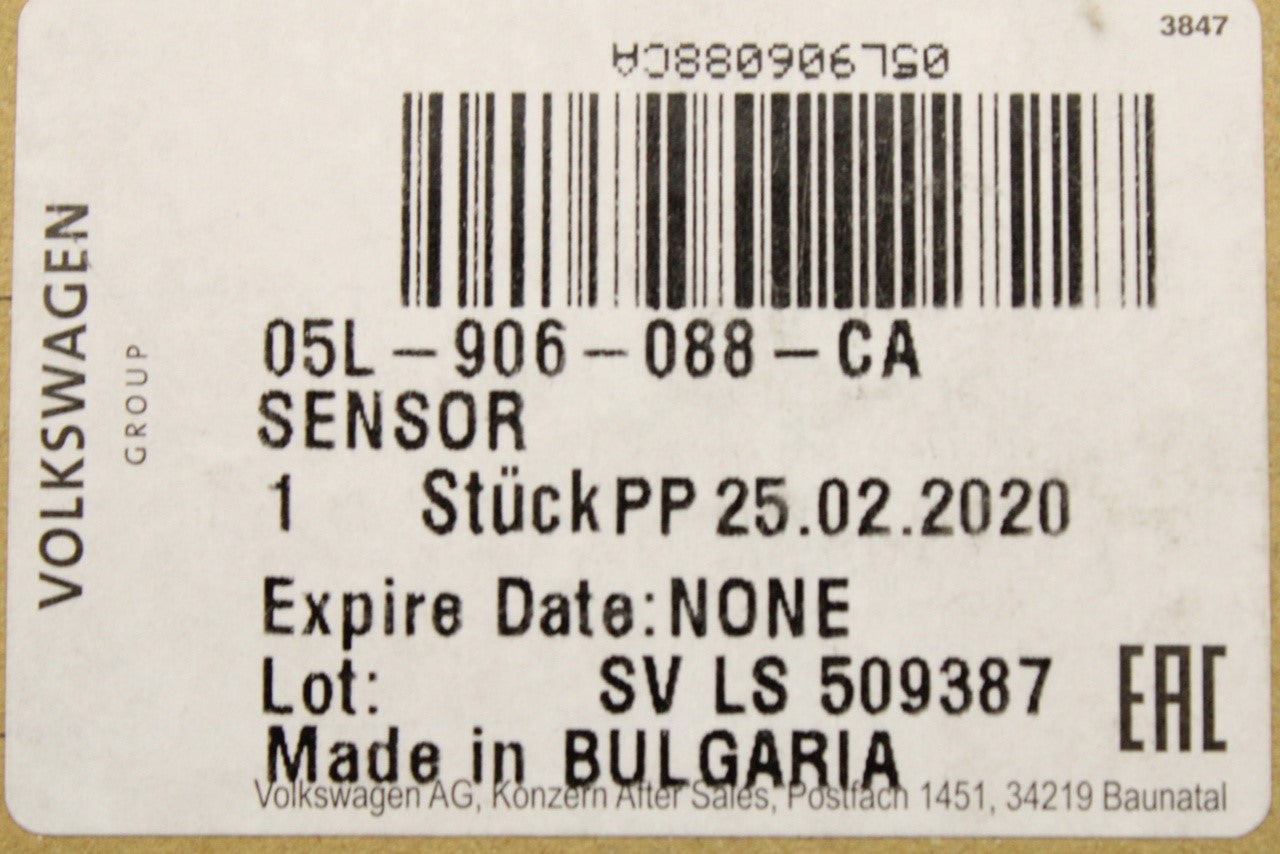 3847
05L906088CA
05L-906-088-CA
SENSOR
1 Stück PP 25.02.2020
Expire Date:NONE
Lot: SV LS 509387
Made in BULGARIA
EAC
Volkswagen AG, Konzern After Sales, Postfach 1451, 34219 Baunatal
VOLKSWAGEN
GROUP